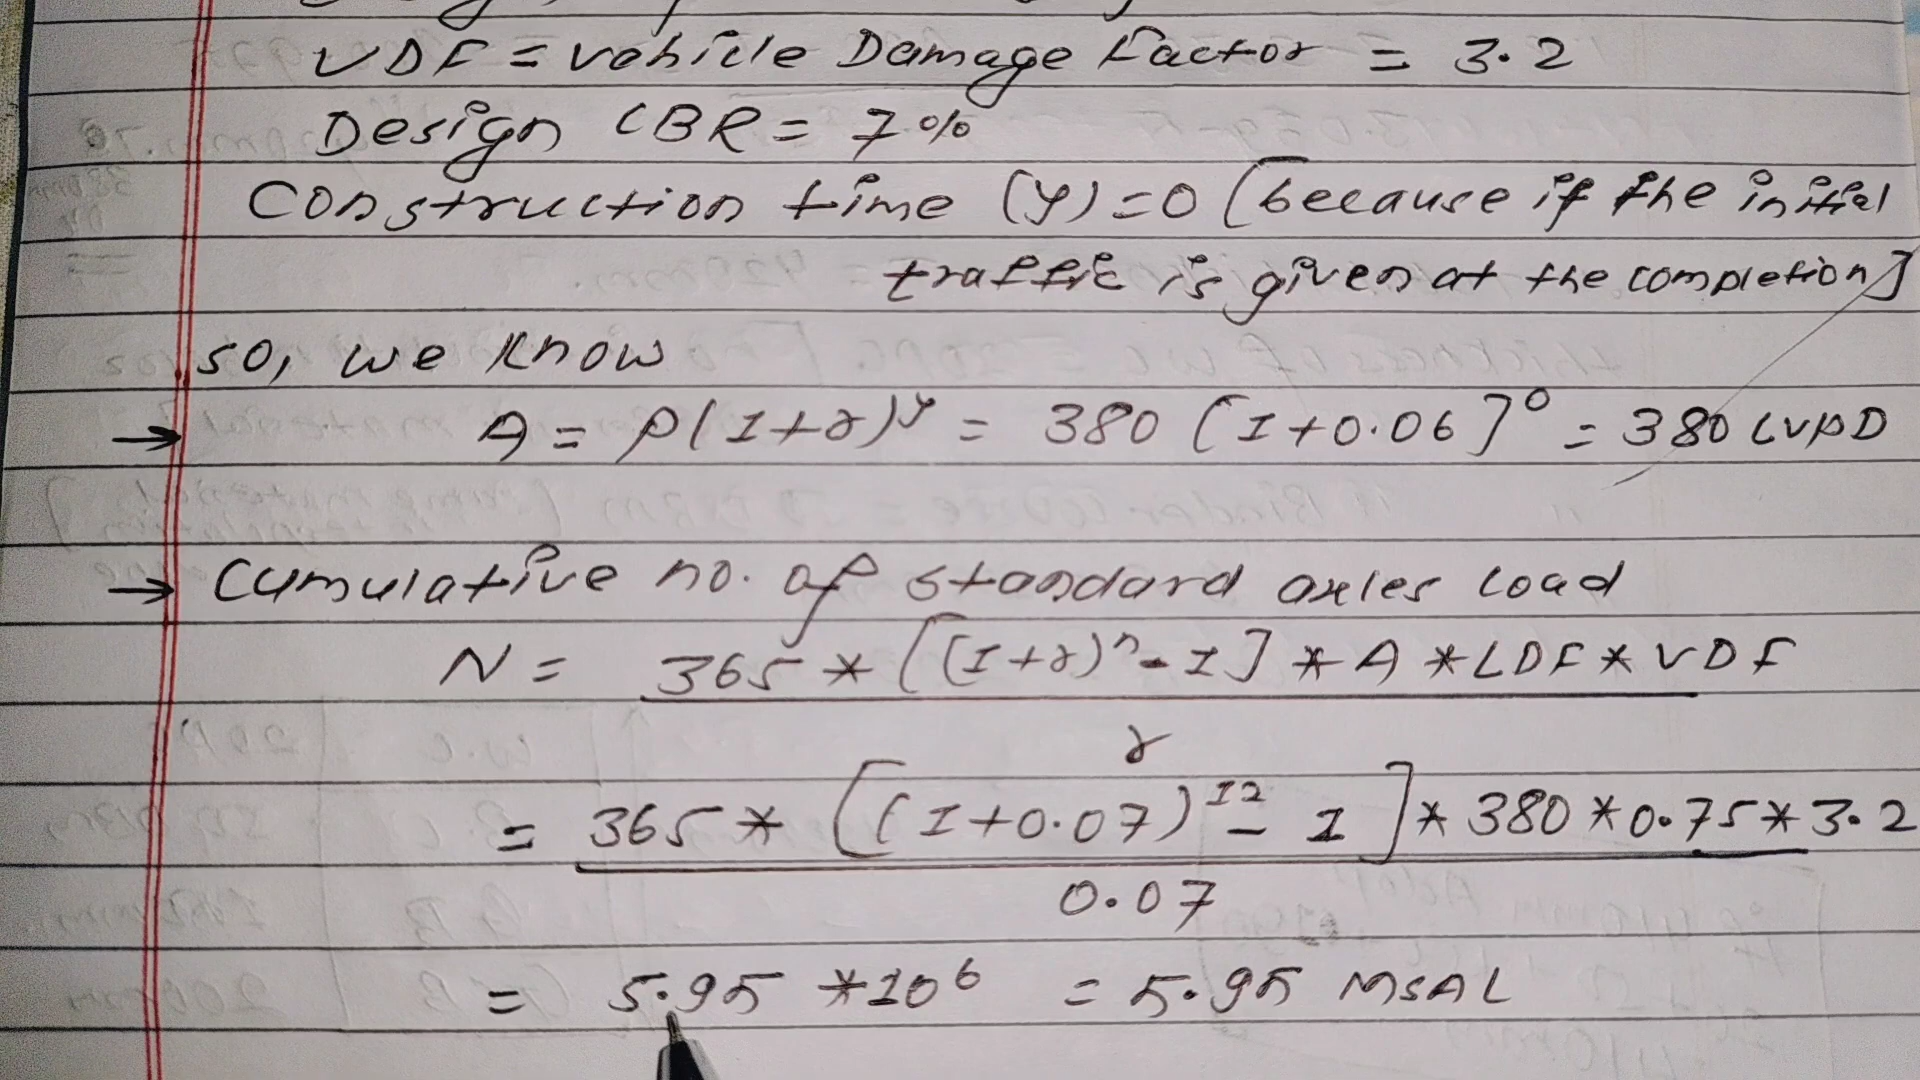 VDF = Vehicle Damage Factor = 3.2
Design CBR = 7%
Construction time (y) = 0 (because if the initial
traffic is given at the completion]
so, we know
→ A = P(1+r)^y = 380 (1+0.06]^0 = 380 CVPD
→ Cumulative no. of standard axles load
N = 365 * [(1+r)^n - 1] * A * LDF * VDF
r
= 365 * [(1+0.07)^12 - 1] * 380 * 0.75 * 3.2
0.07
= 5.95 * 10^6 = 5.95 MSAL